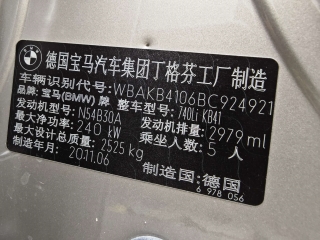 德国宝马汽车集团丁格芬工厂制造
车辆识别代号:WBAKB4106BC924921
品牌:宝马(BMW)牌 整车型号:740Li KB41
发动机型号:N54B30A 发动机排量:2979 ml
最大净功率:240 kW 乘坐人数:5 人
最大设计总质量:2525 kg
制造年月:2011.06 制造国:德国
6 978 056